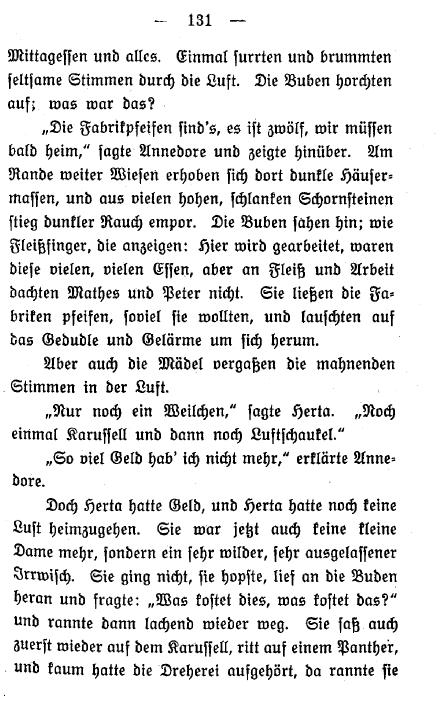 — 131 —
Mittagessen und alles. Einmal surrten und brummten
seltsame Stimmen durch die Luft. Die Buben horchten
auf; was war das?
„Die Fabrikpfeifen sind's, es ist zwölf, wir müssen
bald heim,“ sagte Annedore und zeigte hinüber. Am
Rande weiter Wiesen erhoben sich dort dunkle Häuser-
massen, und aus vielen hohen, schlanken Schornsteinen
stieg dunkler Rauch empor. Die Buben sahen hin; wie
Fleißfinger, die anzeigen: Hier wird gearbeitet, waren
diese vielen, vielen Essen, aber an Fleiß und Arbeit
dachten Mathes und Peter nicht. Sie ließen die Fa-
briken pfeifen, soviel sie wollten, und lauschten auf
das Gedudle und Gelärme um sich herum.
Aber auch die Mädel vergaßen die mahnenden
Stimmen in der Luft.
„Nur noch ein Weilchen,“ sagte Herta. „Noch
einmal Karussell und dann noch Luftschaukel.“
„So viel Geld hab' ich nicht mehr,“ erklärte Anne-
dore.
Doch Herta hatte Geld, und Herta hatte noch keine
Lust heimzugehen. Sie war jetzt auch keine kleine
Dame mehr, sondern ein sehr wilder, sehr ausgelassener
Irrwisch. Sie ging nicht, sie hopste, lief an die Buden
heran und fragte: „Was kostet dies, was kostet das?“
und rannte dann lachend wieder weg. Sie saß auch
zuerst wieder auf dem Karussell, ritt auf einem Panther,
und kaum hatte die Dreherei aufgehört, da rannte sie